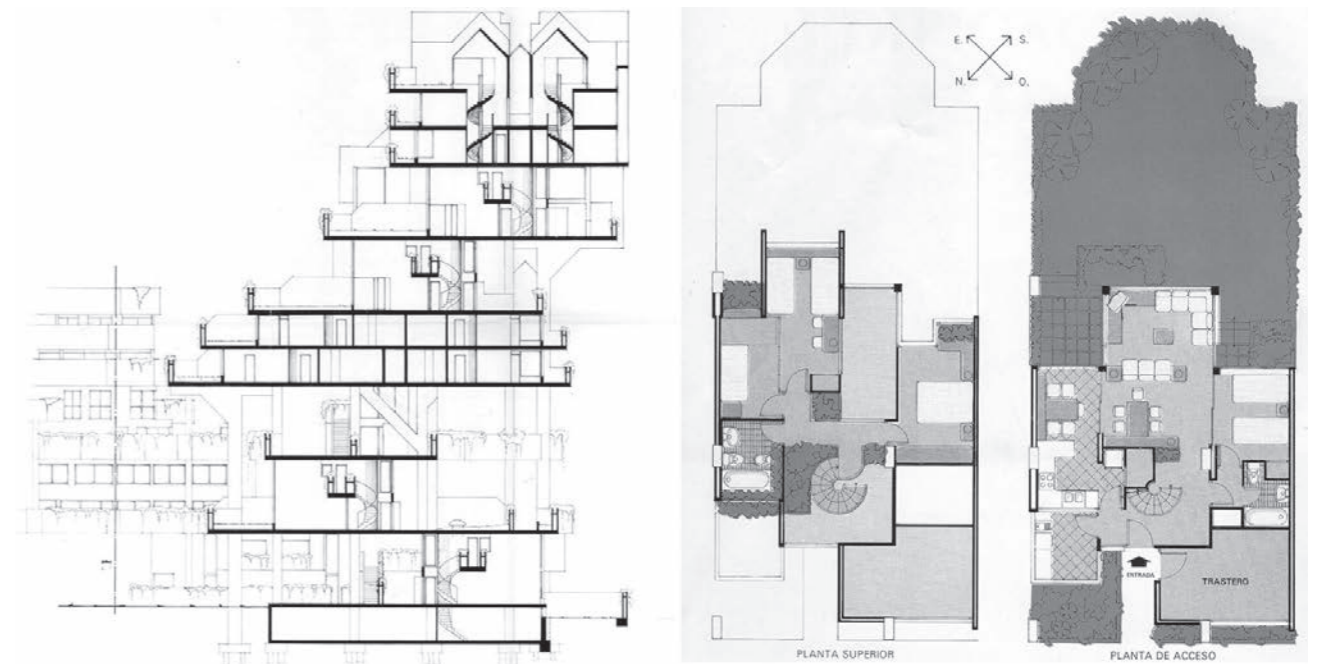 E. S.
N. O.
ENTRADA
TRASTERO
PLANTA SUPERIOR
PLANTA DE ACCESO